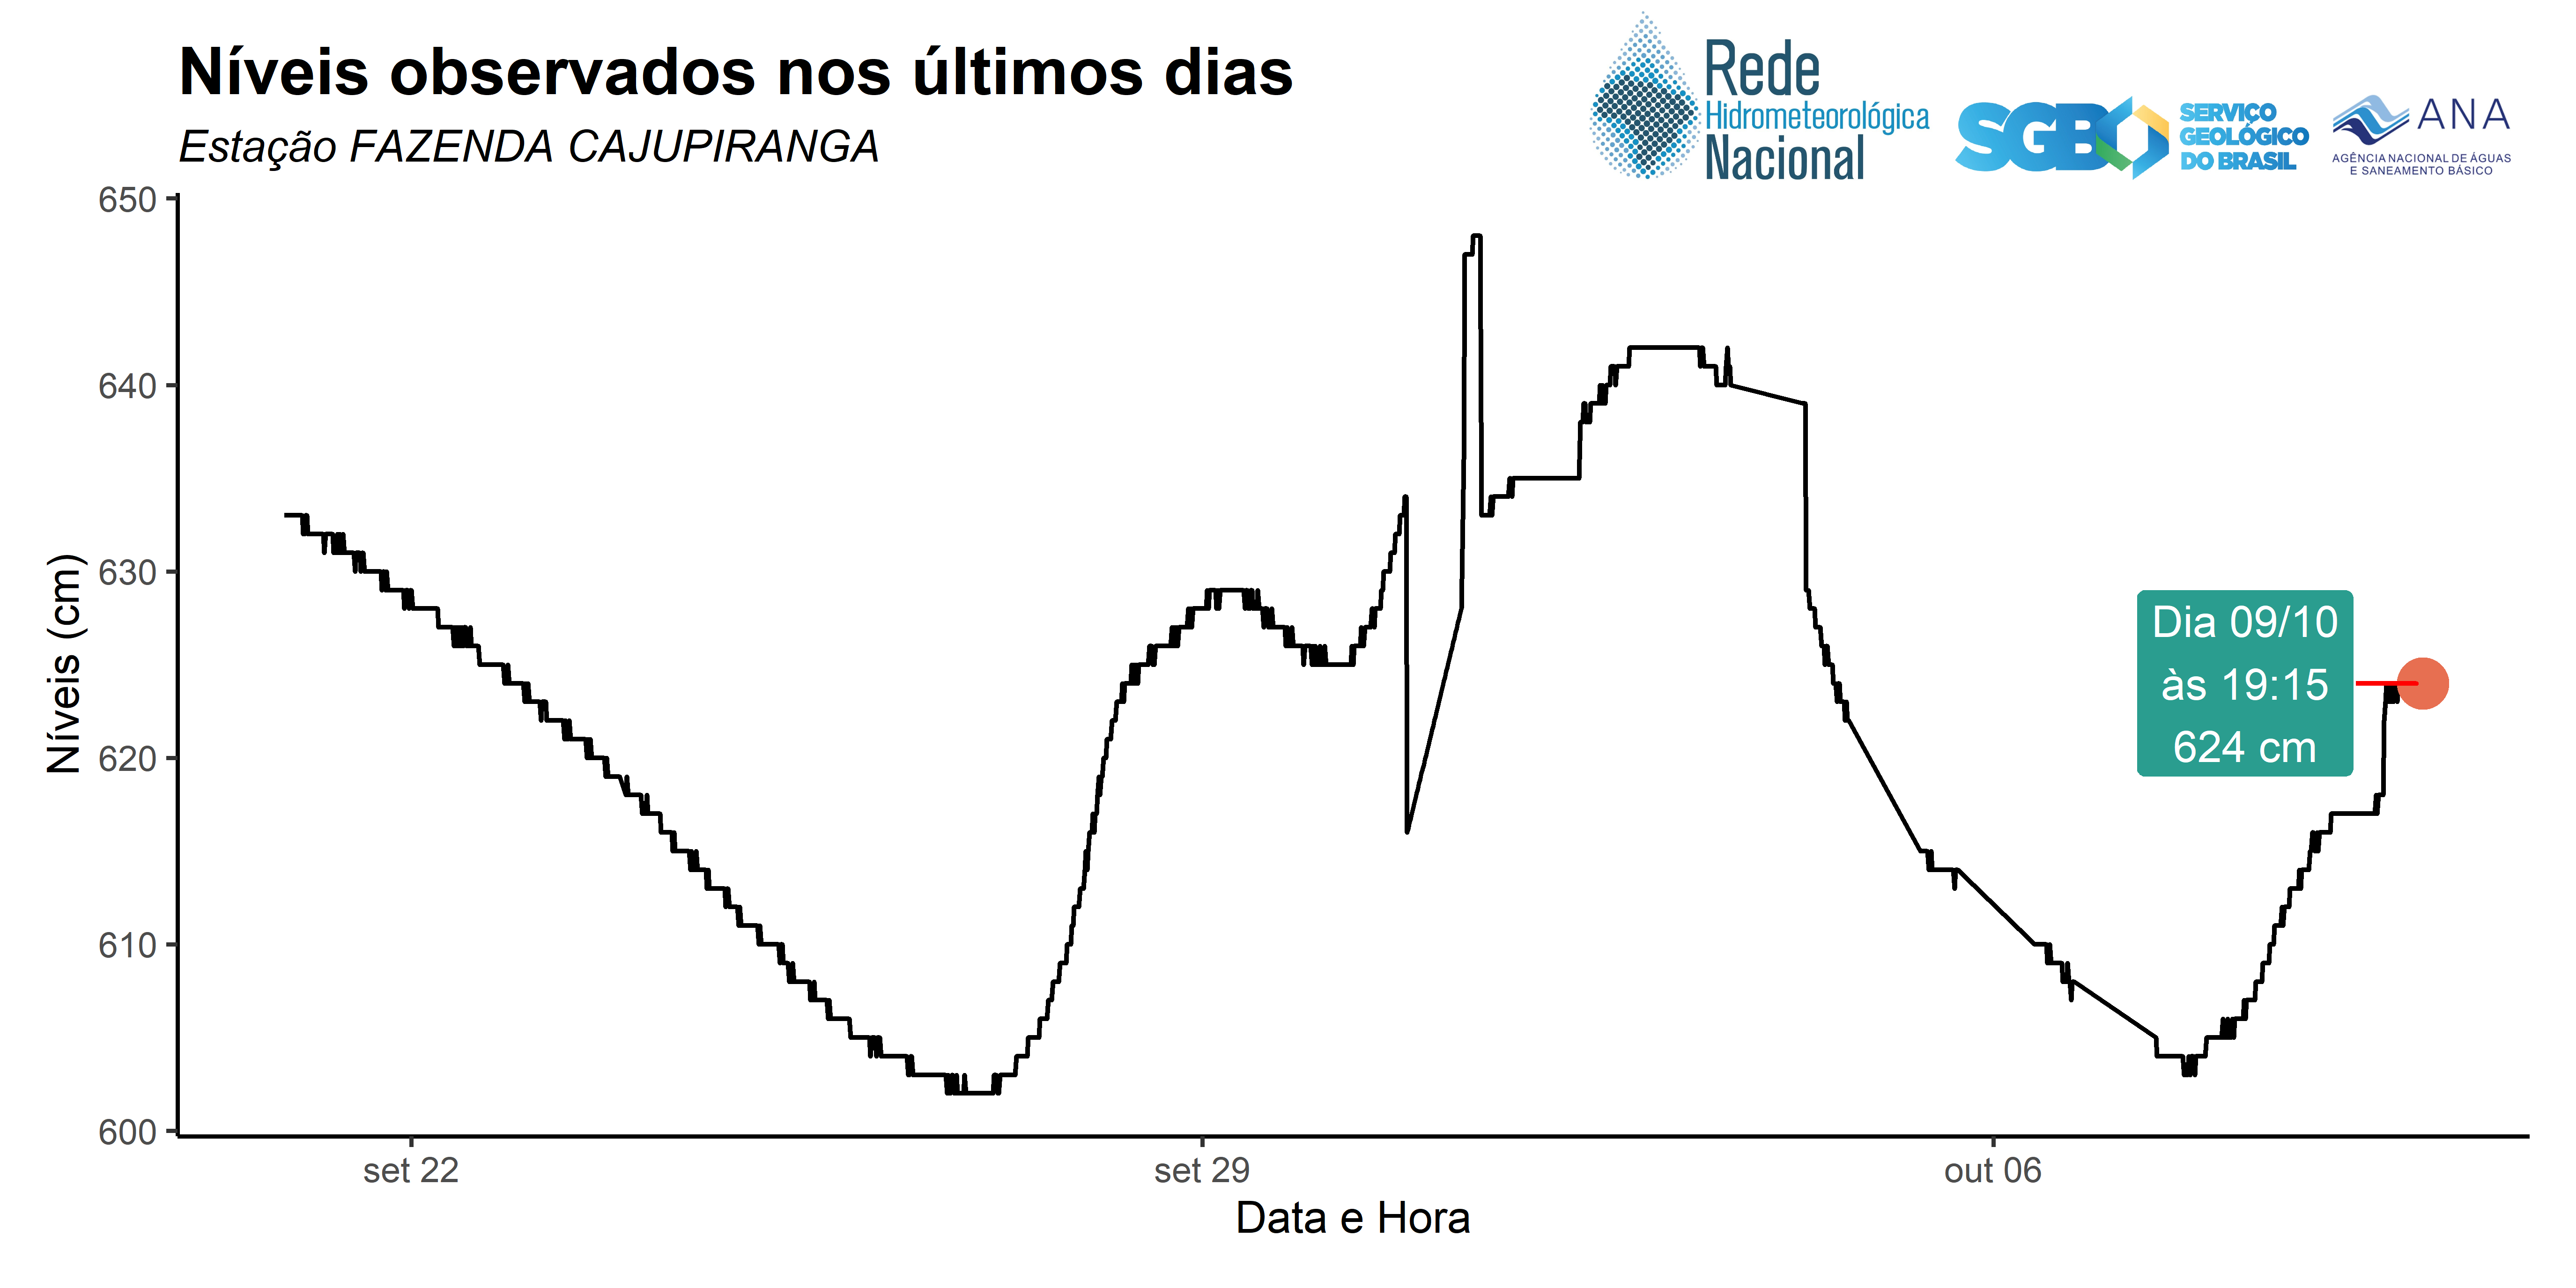 Níveis observados nos últimos dias
Estação FAZENDA CAJUPIRANGA
Rede
Hidrometeorológica
Nacional
SGB
SERVIÇO
GEOLÓGICO
DO BRASIL
ANA
AGÊNCIA NACIONAL DE ÁGUAS
E SANEAMENTO BÁSICO
650
640
630
620
610
600
Níveis (cm)
Dia 09/10
às 19:15
624 cm
set 22
set 29
out 06
Data e Hora